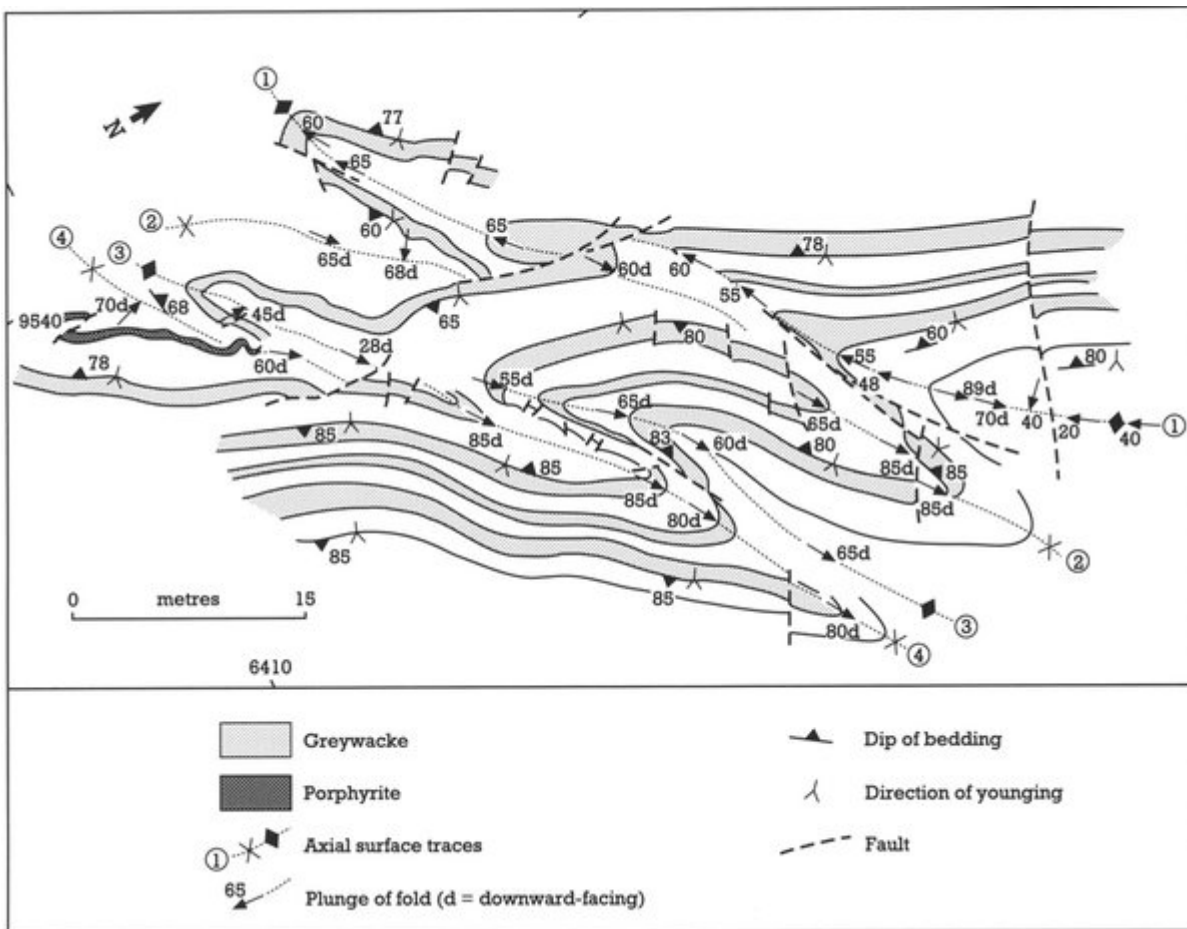 ①
N
60
77
65
②
65d
60
68d
65
60d
60
78
④
③
55
70d
68
45d
65
80
60
9540
28d
55
80
78
60d
48
89d
55d
65d
70d
40
20
40
①
65d
85
85
85d
83
60d
80
85d
85
85d
85d
80d
65d
②
85
0 metres 15
85
80d
③
④
6410
Greywacke
Dip of bedding
Porphyrite
Direction of younging
① Axial surface traces
Fault
65
Plunge of fold (d = downward-facing)